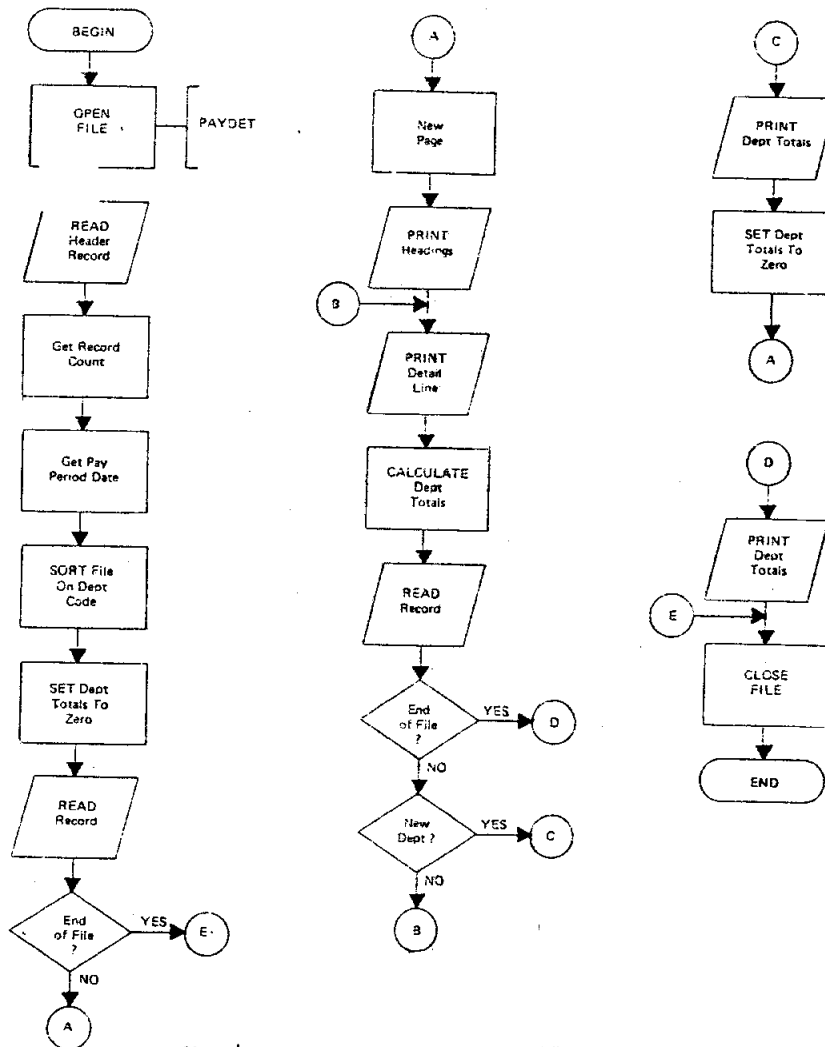 BEGIN
OPEN
FILE
PAYDET
READ
Header
Record
Get Record
Count
Get Pay
Period Date
SORT File
On Dept
Code
SET Dept
Totals To
Zero
READ
Record
End
of File
?
YES
E
NO
A
A
New
Page
PRINT
Headings
B
PRINT
Detail
Line
CALCULATE
Dept
Totals
READ
Record
End
of File
?
YES
D
NO
New
Dept ?
YES
C
NO
B
C
PRINT
Dept Totals
SET Dept
Totals To
Zero
A
D
PRINT
Dept
Totals
E
CLOSE
FILE
END